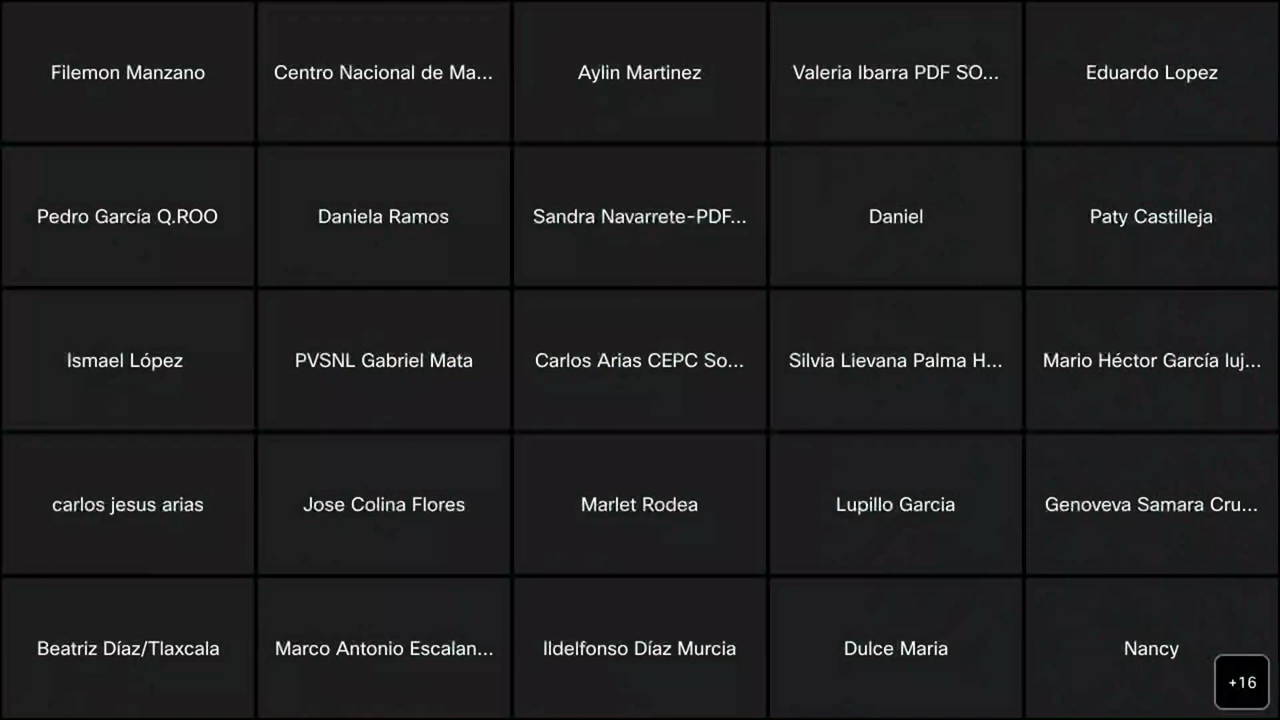 Filemon Manzano
Centro Nacional de Ma...
Aylin Martinez
Valeria Ibarra PDF SO...
Eduardo Lopez
Pedro García Q.ROO
Daniela Ramos
Sandra Navarrete-PDF...
Daniel
Paty Castilleja
Ismael López
PVSNL Gabriel Mata
Carlos Arias CEPC So...
Silvia Lievana Palma H...
Mario Héctor García luj...
carlos jesus arias
Jose Colina Flores
Marlet Rodea
Lupillo Garcia
Genoveva Samara Cru...
Beatriz Díaz/Tlaxcala
Marco Antonio Escalan...
Ildelfonso Díaz Murcia
Dulce Maria
Nancy
+16